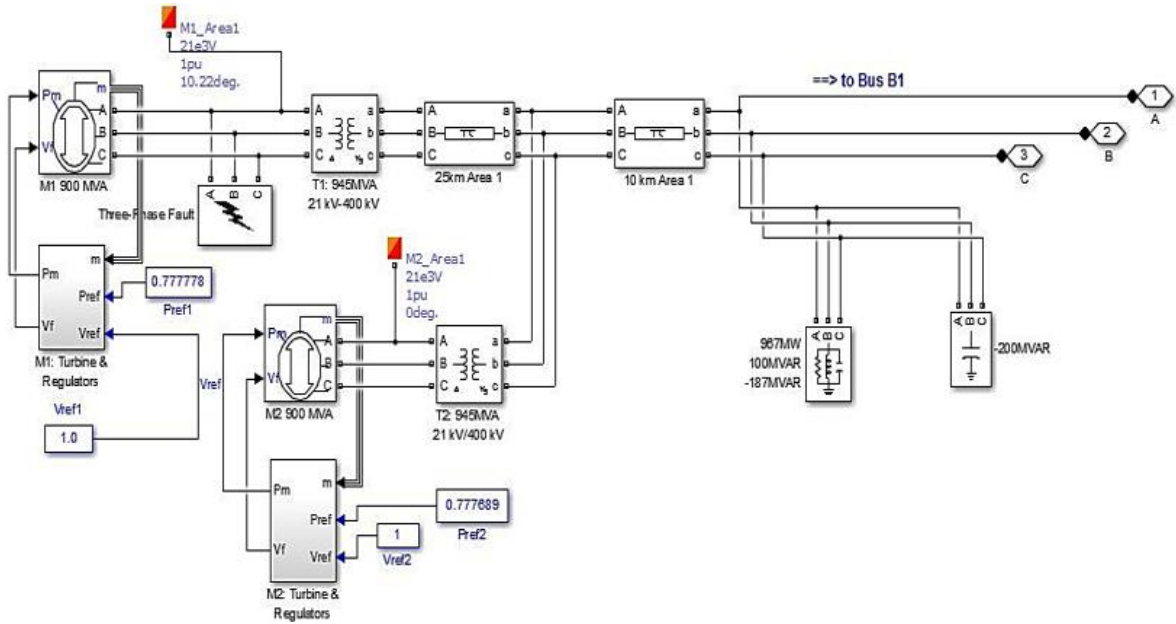 M1_Area1
21e3V
1pu
10.22deg.
==> to Bus B1
Pm
m
A
B
C
Vf
M1 900 MVA
A
B
C
a
b
c
T1: 945MVA
21 kV-400 kV
A
B
C
a
b
c
25km Area 1
A
B
C
a
b
c
10 km Area 1
1
A
2
B
3
C
A B C
Three-Phase Fault
m
Pm
Pref
Vf
Vref
M1: Turbine &
Regulators
0.777778
Pref1
Vref1
1.0
Vref
M2_Area1
21e3V
1pu
0deg.
Pm
m
A
B
C
Vf
M2 900 MVA
A
B
C
a
b
c
T2: 945MVA
21 kV/400 kV
A B C
967MW
100MVAR
-187MVAR
A B C
-200MVAR
Pm
m
Pref
Vf
Vref
M2: Turbine &
Regulators
0.777689
Pref2
1
Vref2